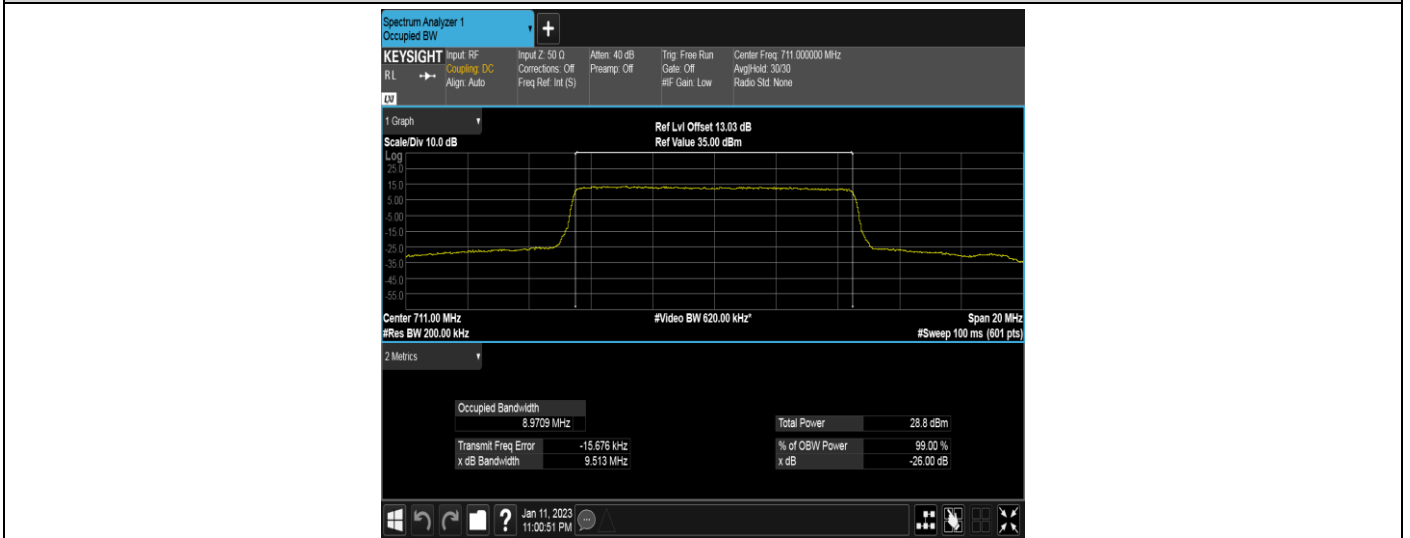 Spectrum Analyzer 1
Occupied BW
+
KEYSIGHT
RL
LXI
Input: RF
Coupling: DC
Align: Auto
Input Z: 50 Ω
Corrections: Off
Freq Ref: Int (S)
Atten: 40 dB
Preamp: Off
Trig: Free Run
Gate: Off
#IF Gain: Low
Center Freq: 711.000000 MHz
Avg|Hold: 30/30
Radio Std: None
1 Graph
Scale/Div 10.0 dB
Ref Lvl Offset 13.03 dB
Ref Value 35.00 dBm
Log
25.0
15.0
5.00
-5.00
-15.0
-25.0
-35.0
-45.0
-55.0
Center 711.00 MHz
#Res BW 200.00 kHz
#Video BW 620.00 kHz*
Span 20 MHz
#Sweep 100 ms (601 pts)
2 Metrics
Occupied Bandwidth
8.9709 MHz
Transmit Freq Error -15.676 kHz
x dB Bandwidth 9.513 MHz
Total Power 28.8 dBm
% of OBW Power 99.00 %
x dB -26.00 dB
?
Jan 11, 2023
11:00:51 PM